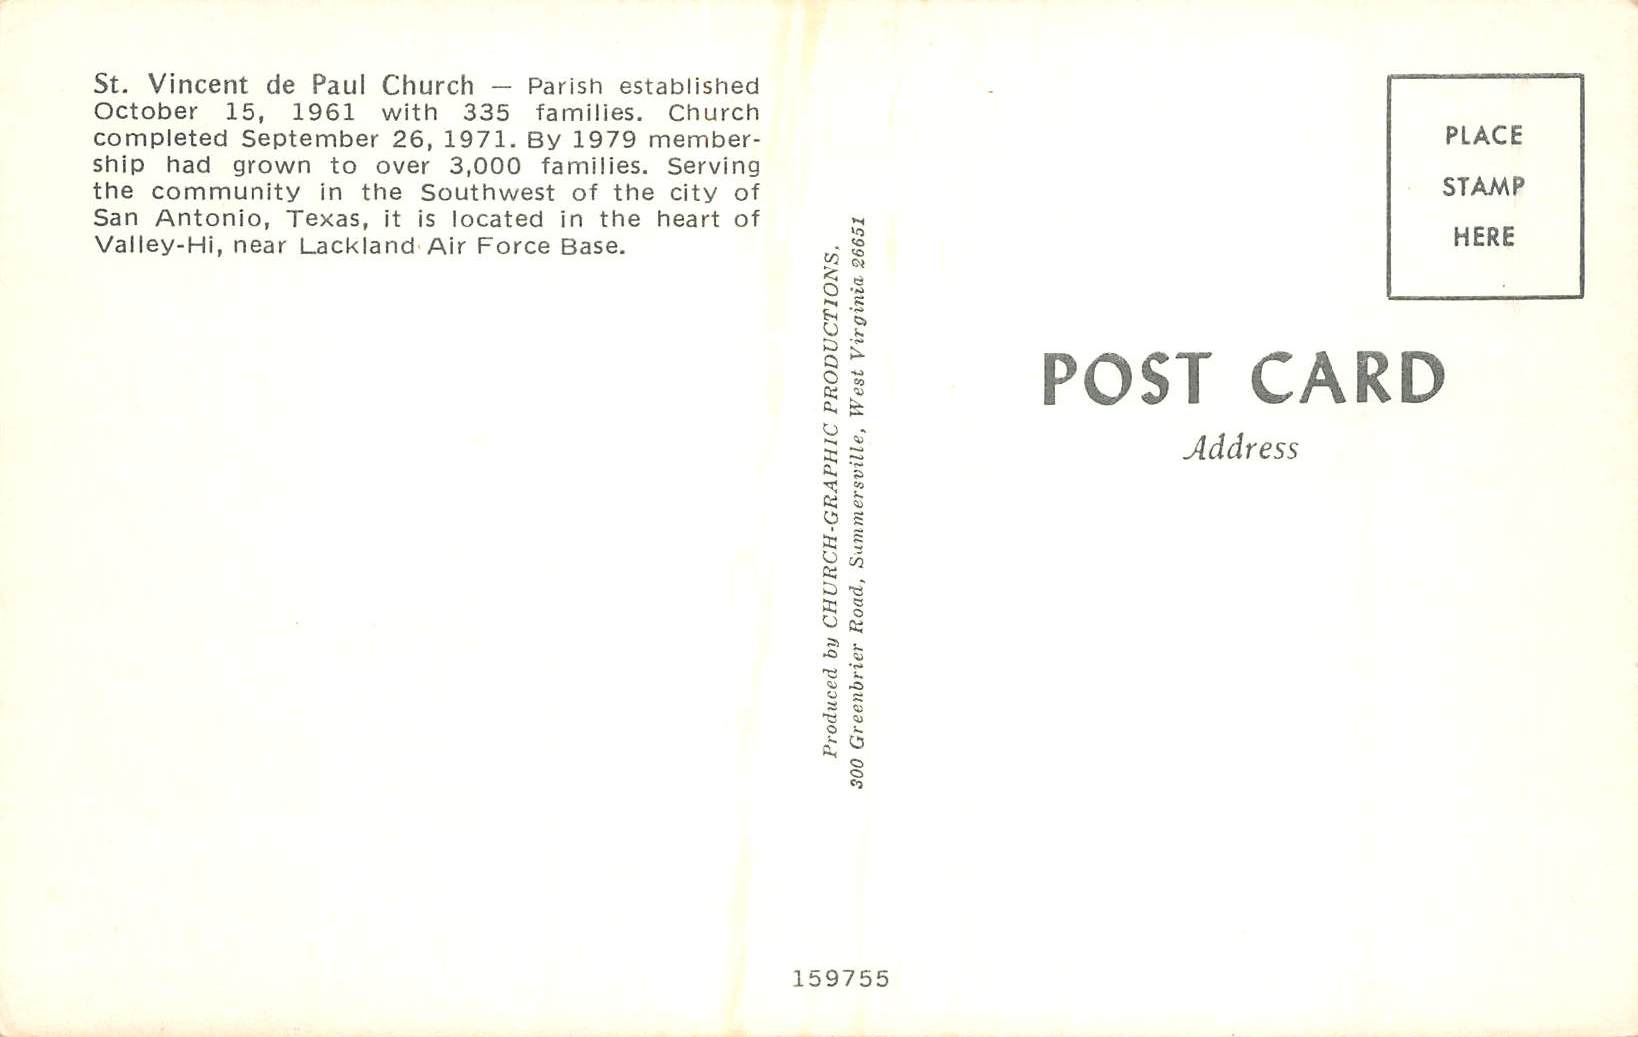 St. Vincent de Paul Church — Parish established
October 15, 1961 with 335 families. Church
completed September 26, 1971. By 1979 member-
ship had grown to over 3,000 families. Serving
the community in the Southwest of the city of
San Antonio, Texas, it is located in the heart of
Valley-Hi, near Lackland Air Force Base.
Produced by CHURCH-GRAPHIC PRODUCTIONS,
300 Greenbrier Road, Summersville, West Virginia 26651
159755
PLACE
STAMP
HERE
POST CARD
Address